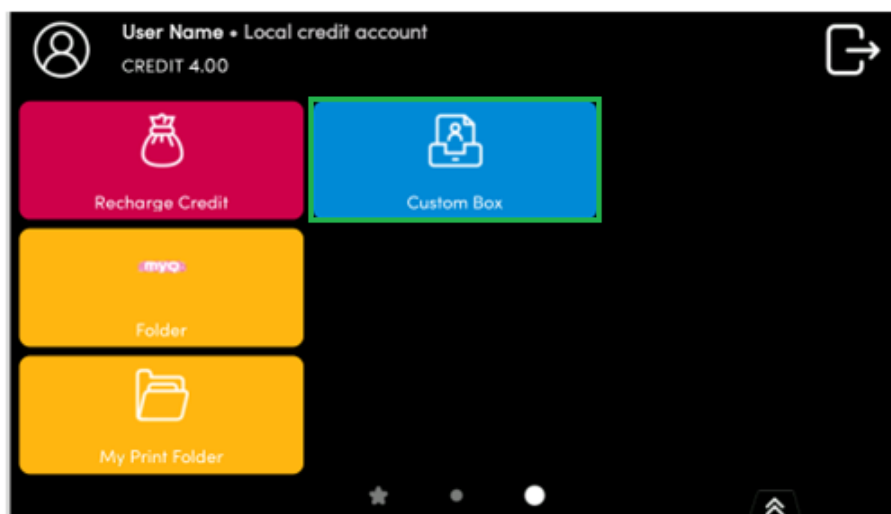 User Name • Local credit account
CREDIT 4.00
Recharge Credit
Custom Box
myQ
Folder
My Print Folder